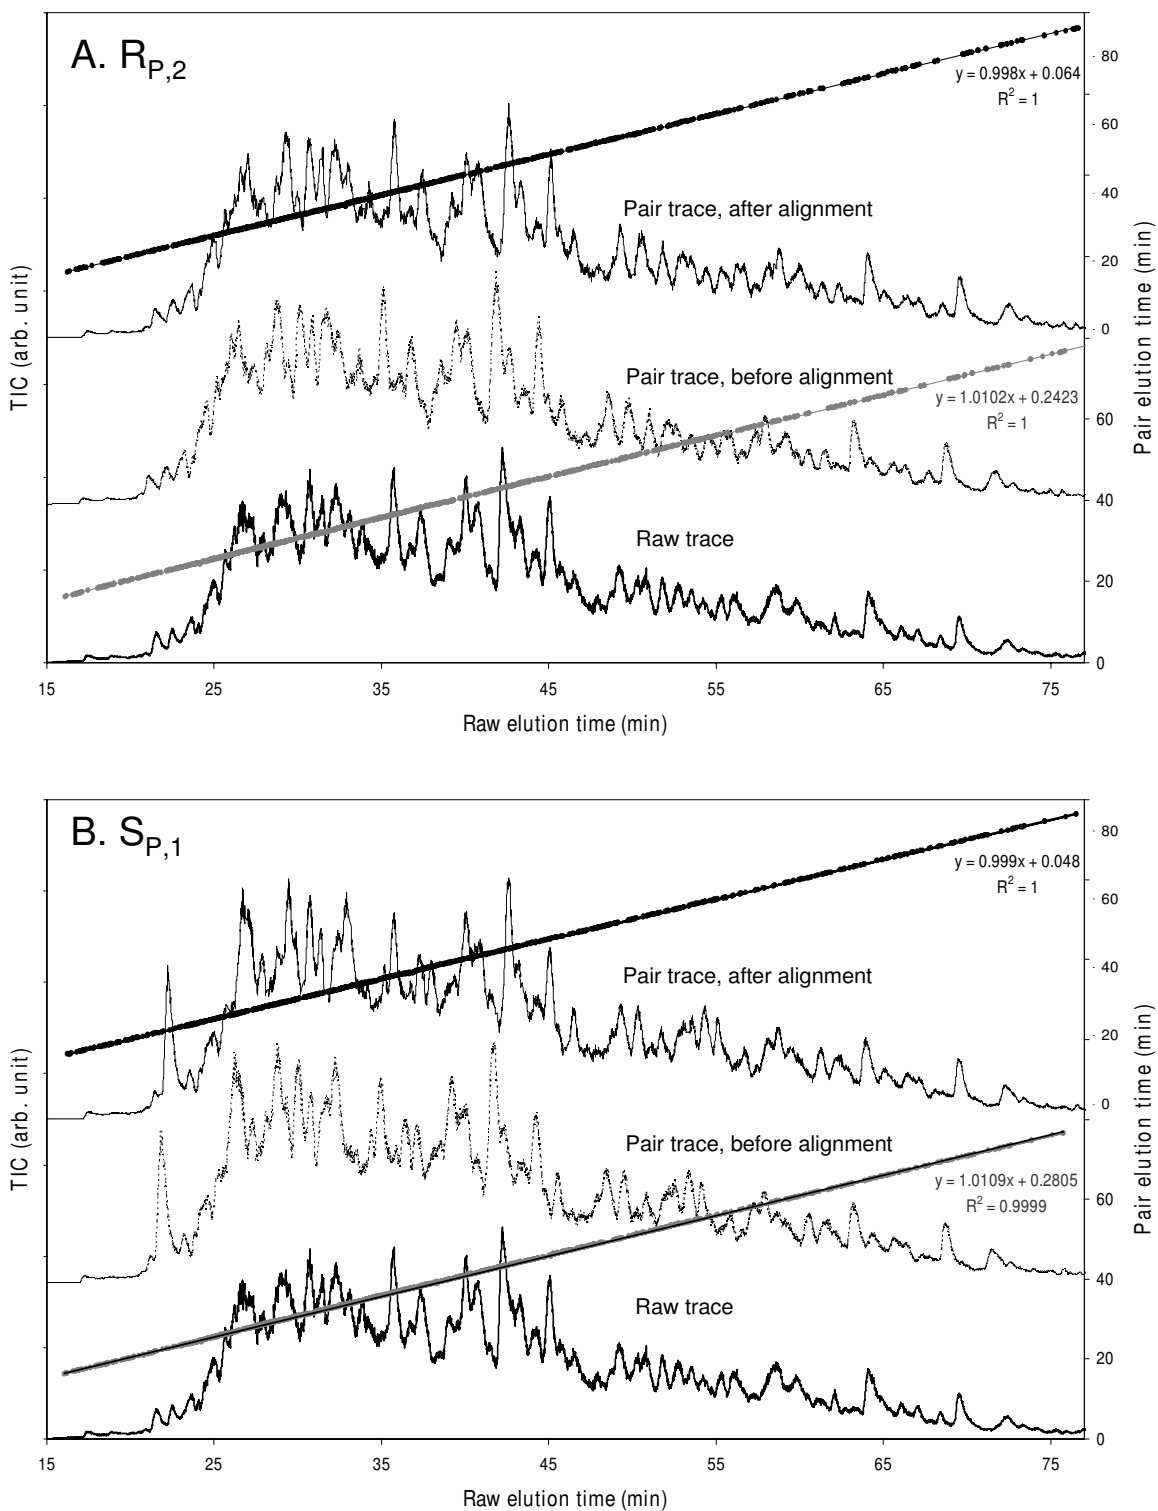 A. R_P,2
80
y = 0.998x + 0.064
R² = 1
60
40
Pair trace, after alignment
20
0
Pair trace, before alignment
y = 1.0102x + 0.2423
R² = 1
60
40
Raw trace
20
0
TIC (arb. unit)
Pair elution time (min)
15 25 35 45 55 65 75
Raw elution time (min)
B. S_P,1
80
y = 0.999x + 0.048
R² = 1
60
40
Pair trace, after alignment
20
0
Pair trace, before alignment
y = 1.0109x + 0.2805
R² = 0.9999
60
40
Raw trace
20
0
TIC (arb. unit)
Pair elution time (min)
15 25 35 45 55 65 75
Raw elution time (min)